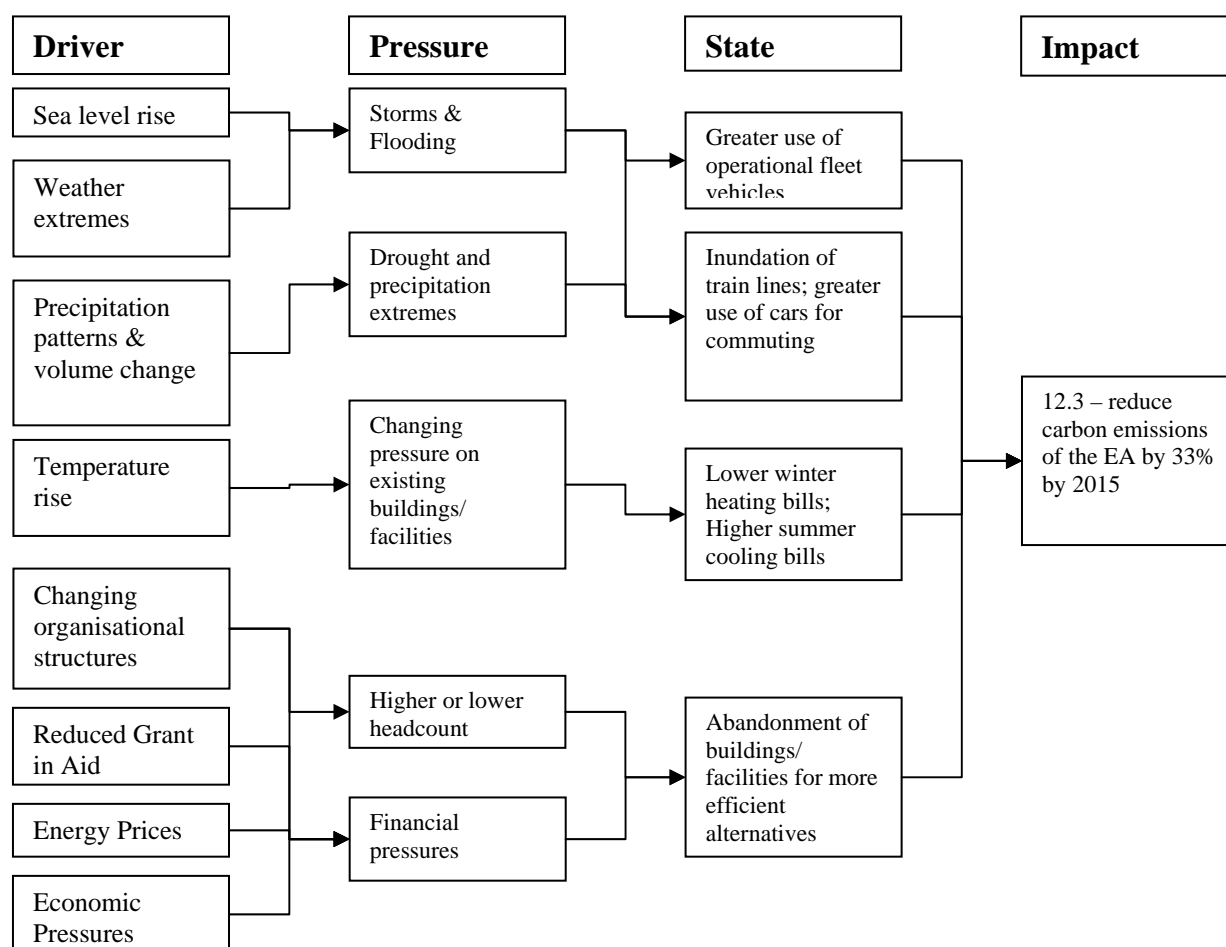 Driver
Pressure
State
Impact
Sea level rise
Weather
extremes
Precipitation
patterns &
volume change
Temperature
rise
Changing
organisational
structures
Reduced Grant
in Aid
Energy Prices
Economic
Pressures
Storms &
Flooding
Drought and
precipitation
extremes
Changing
pressure on
existing
buildings/
facilities
Higher or lower
headcount
Financial
pressures
Greater use of
operational fleet
vehicles
Inundation of
train lines; greater
use of cars for
commuting
Lower winter
heating bills;
Higher summer
cooling bills
Abandonment of
buildings/
facilities for more
efficient
alternatives
12.3 – reduce
carbon emissions
of the EA by 33%
by 2015